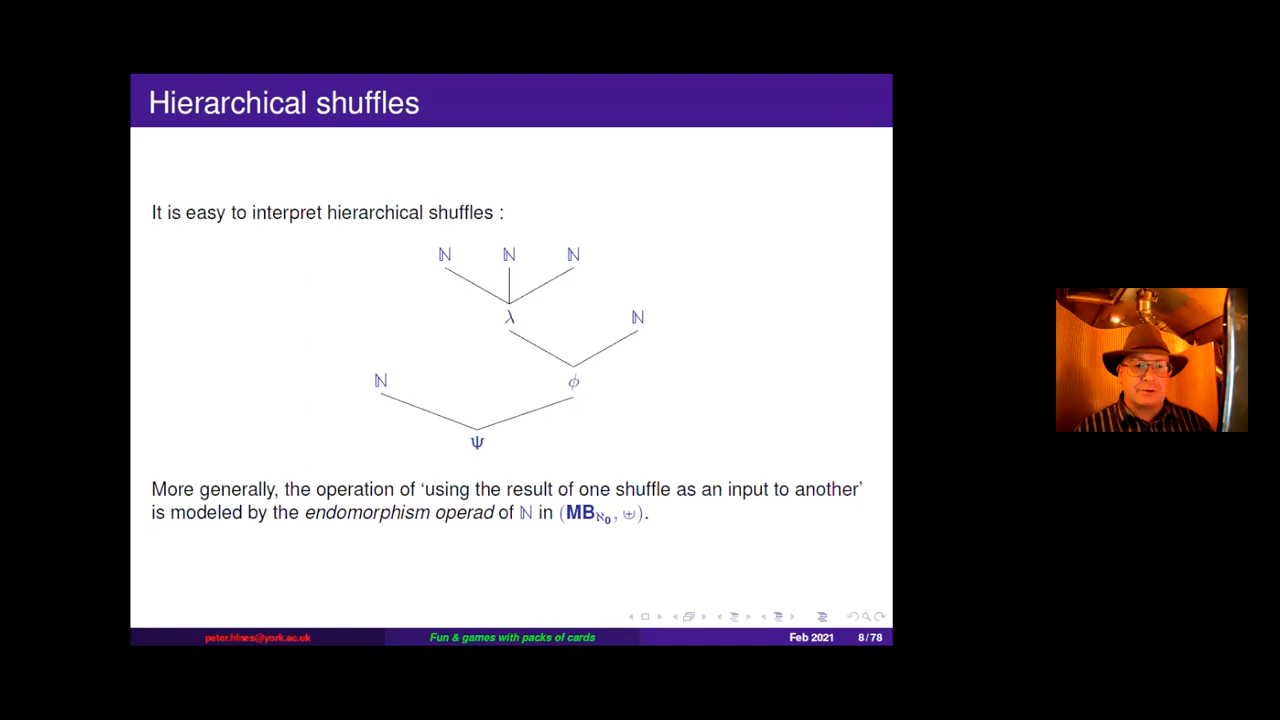 Hierarchical shuffles
It is easy to interpret hierarchical shuffles :
ℕ ℕ ℕ
λ ℕ
ℕ ϕ
Ψ
More generally, the operation of ‘using the result of one shuffle as an input to another’
is modeled by the endomorphism operad of ℕ in (MB_ℵ₀, ⊎).
peter.hines@york.ac.uk Fun & games with packs of cards Feb 2021 8 / 78